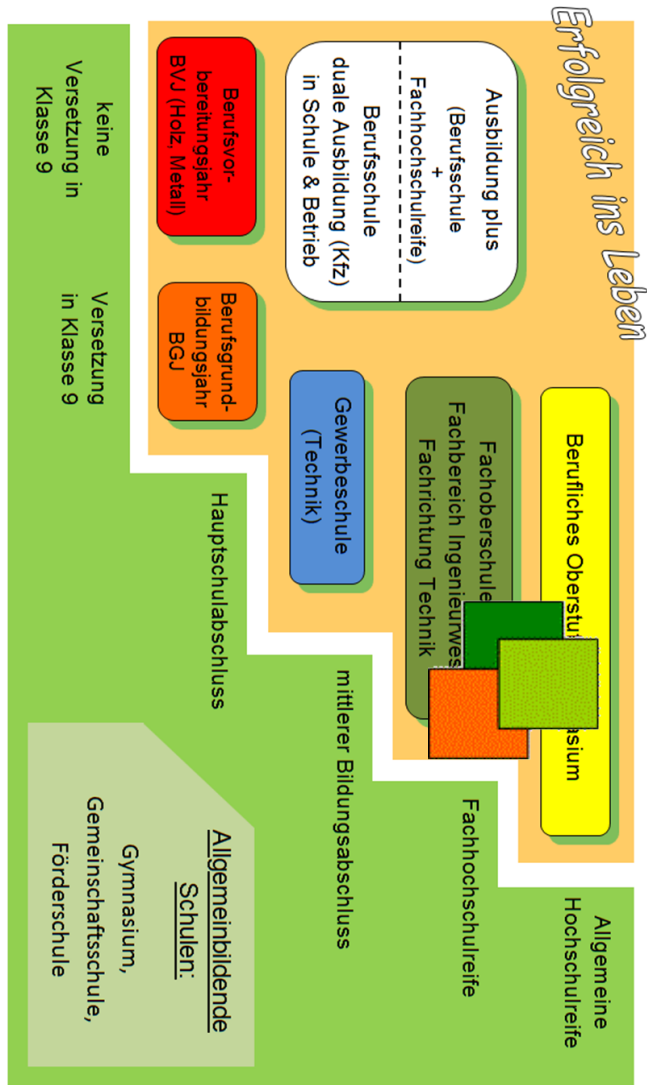 Erfolgreich ins Leben
Allgemeine
Hochschulreife
Berufliches
Ausbildung plus
(Berufsschule
+
Fachhochschulreife)
Berufsschule
duale Ausbildung (Kfz)
in Schule & Betrieb
Fachoberschule
Fachbereich
Fachrichtung Technik
Fachhochschulreife
Gewerbeschule
(Technik)
mittlerer Bildungsabschluss
Berufsvor-
bereitungsjahr
BVJ (Holz, Metall)
Berufsgrund-
bildungsjahr
BGJ
Hauptschulabschluss
keine
Versetzung in
Klasse 9
Versetzung
in Klasse 9
Allgemeinbildende
Schulen:
Gymnasium,
Gemeinschaftsschule,
Förderschule